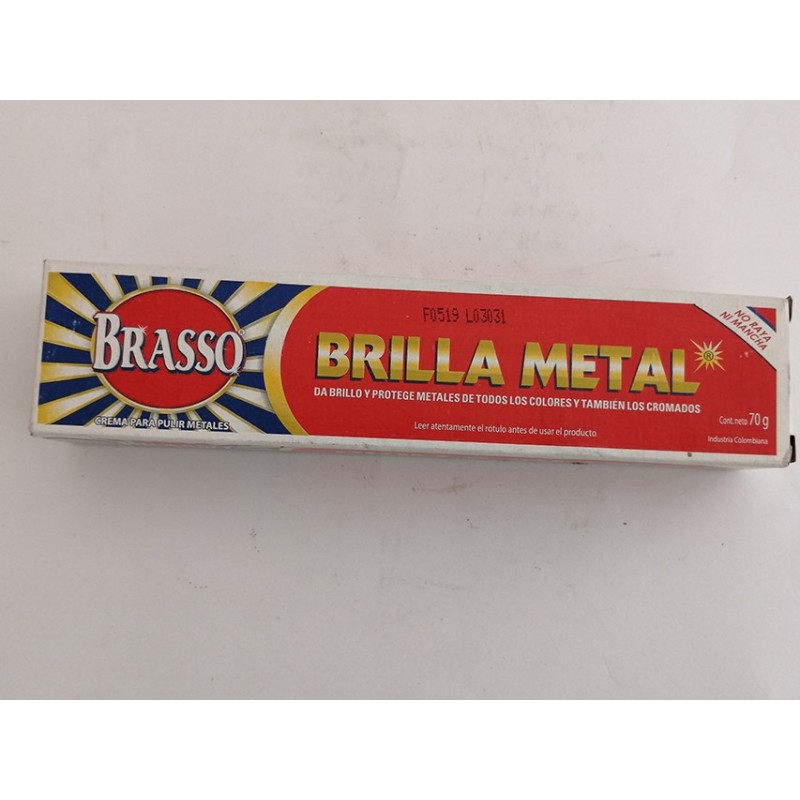 BRASSO
CREMA PARA PULIR METALES
F0519 L03031
BRILLA METAL®
DA BRILLO Y PROTEGE METALES DE TODOS LOS COLORES Y TAMBIEN LOS CROMADOS
Leer atentamente el rótulo antes de usar el producto
NO RAYA
NI MANCHA
Cont. neto 70 g
Industria Colombiana